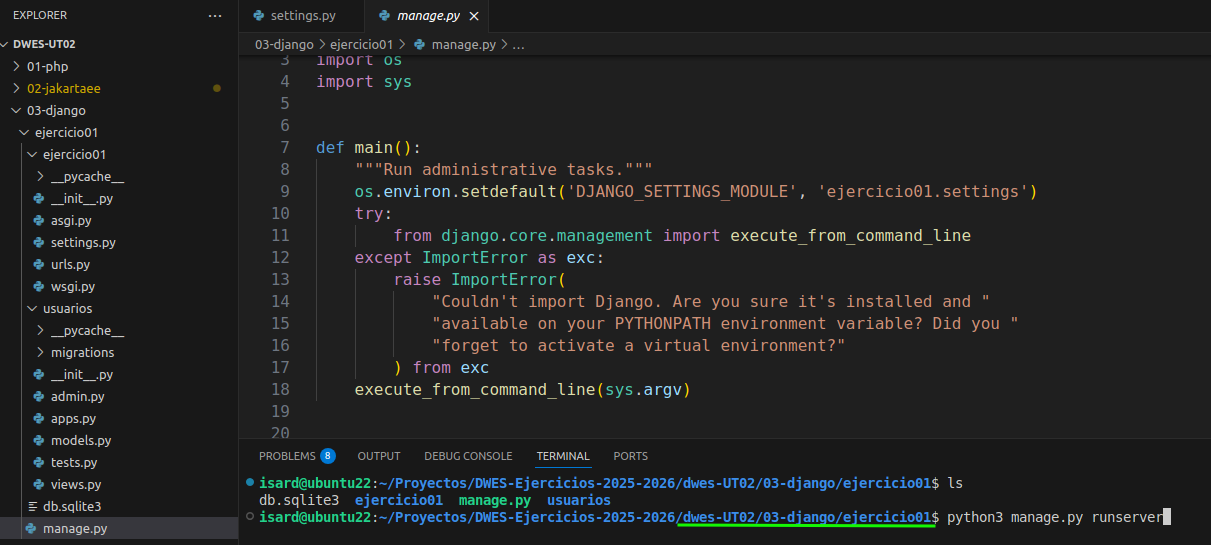 EXPLORER
···
settings.py
manage.py
DWES-UT02
03-django > ejercicio01 > manage.py > ...
01-php
02-jakartaee
03-django
ejercicio01
ejercicio01
__pycache__
__init__.py
asgi.py
settings.py
urls.py
wsgi.py
usuarios
__pycache__
migrations
__init__.py
admin.py
apps.py
models.py
tests.py
views.py
db.sqlite3
manage.py
3 import os
4 import sys
5
6
7 def main():
8 """Run administrative tasks."""
9 os.environ.setdefault('DJANGO_SETTINGS_MODULE', 'ejercicio01.settings')
10 try:
11 from django.core.management import execute_from_command_line
12 except ImportError as exc:
13 raise ImportError(
14 "Couldn't import Django. Are you sure it's installed and "
15 "available on your PYTHONPATH environment variable? Did you "
16 "forget to activate a virtual environment?"
17 ) from exc
18 execute_from_command_line(sys.argv)
19
20
PROBLEMS 8 OUTPUT DEBUG CONSOLE TERMINAL PORTS
isard@ubuntu22:~/Proyectos/DWES-Ejercicios-2025-2026/dwes-UT02/03-django/ejercicio01$ ls
db.sqlite3 ejercicio01 manage.py usuarios
isard@ubuntu22:~/Proyectos/DWES-Ejercicios-2025-2026/dwes-UT02/03-django/ejercicio01$ python3 manage.py runserver